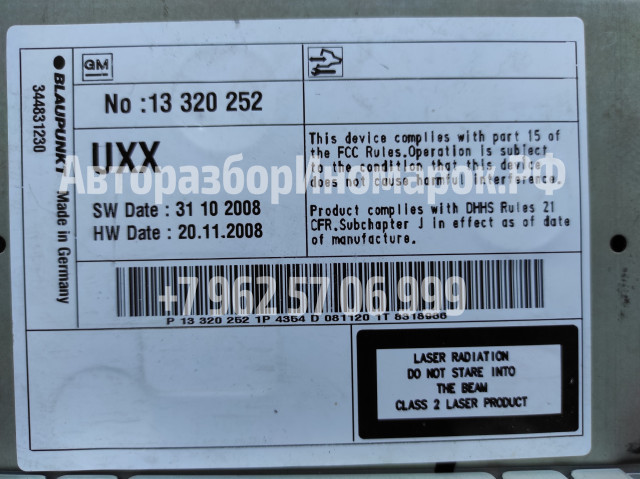 GM
No : 13 320 252
UXX
SW Date : 31 10 2008
HW Date : 20.11.2008
This device complies with part 15 of
the FCC Rules.Operation is subject
to the condition that this device
does not cause harmful interference.
Product complies with DHHS Rules 21
CFR.Subchapter J in effect as of date
of manufacture.
BLAUPUNKT Made in Germany
344831230
АвторазборИномарок.РФ
+7 962 57 06 999
P 13 320 252 1P 4354 D 081120 1T
LASER RADIATION
DO NOT STARE INTO
THE BEAM
CLASS 2 LASER PRODUCT